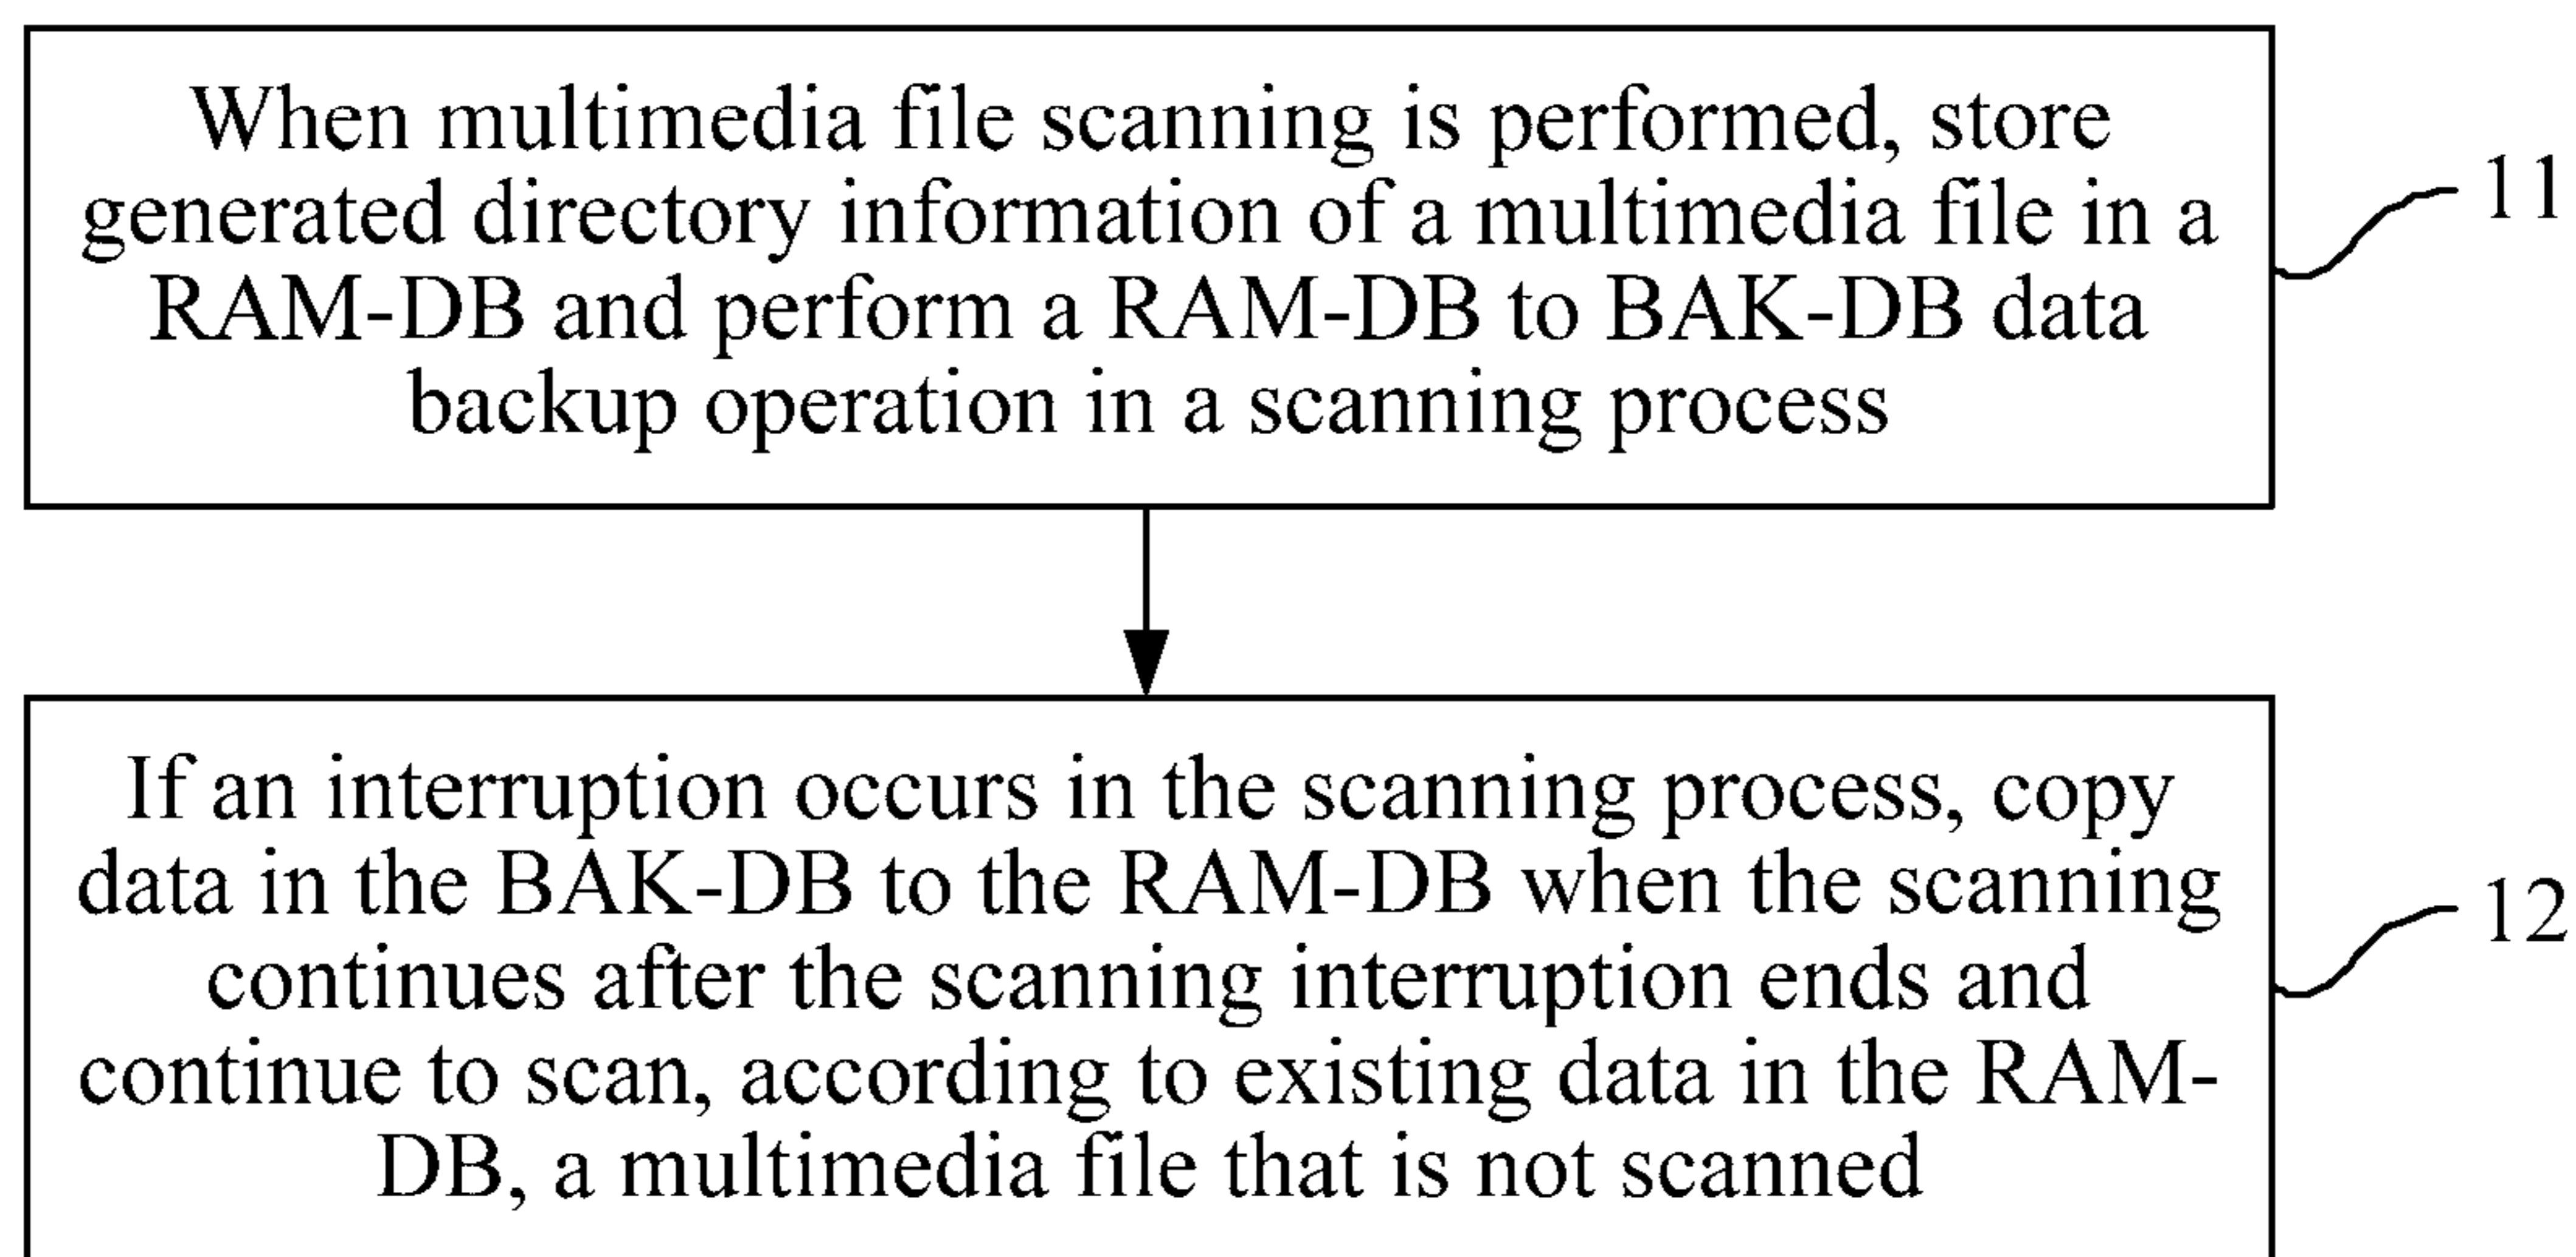 When multimedia file scanning is performed, store
generated directory information of a multimedia file in a
RAM-DB and perform a RAM-DB to BAK-DB data
backup operation in a scanning process
11
If an interruption occurs in the scanning process, copy
data in the BAK-DB to the RAM-DB when the scanning
continues after the scanning interruption ends and
continue to scan, according to existing data in the RAM-
DB, a multimedia file that is not scanned
12